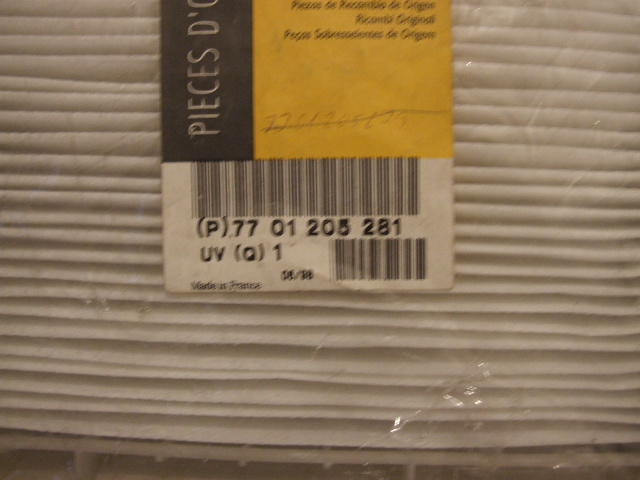 PIECES D'O
Piezas de Recambio de Origen
Ricambi Originali
Peças Sobresselentes de Origem
(P).77 01 205 281
UV (Q) 1
Made in France